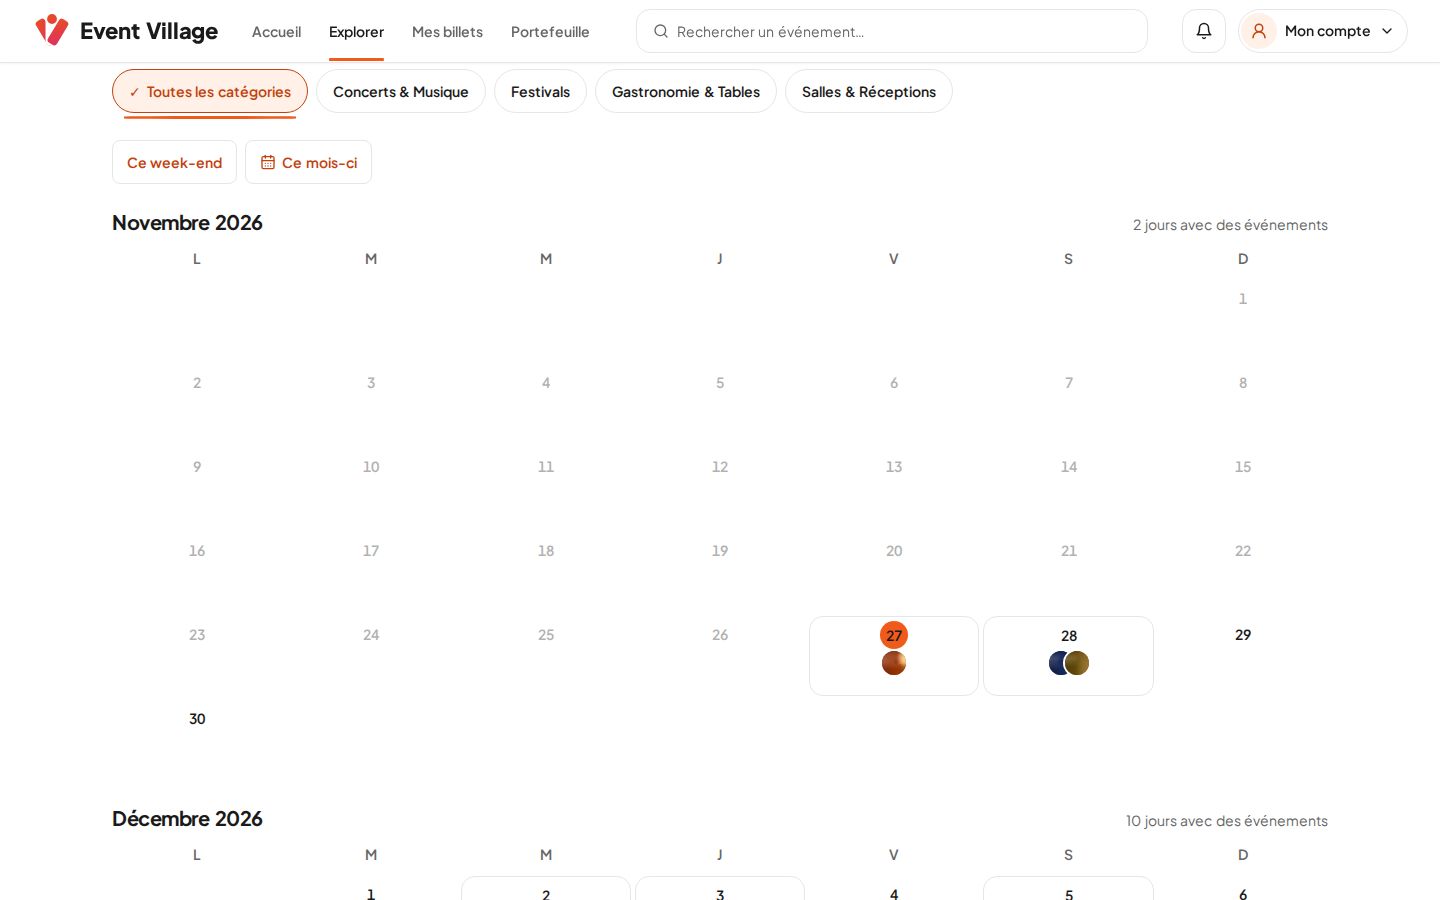 Event Village Accueil Explorer Mes billets Portefeuille Rechercher un événement... Mon compte
✓ Toutes les catégories Concerts & Musique Festivals Gastronomie & Tables Salles & Réceptions
Ce week-end Ce mois-ci
Novembre 2026 2 jours avec des événements
L M M J V S D
1
2 3 4 5 6 7 8
9 10 11 12 13 14 15
16 17 18 19 20 21 22
23 24 25 26 27 28 29
30
Décembre 2026 10 jours avec des événements
L M M J V S D
1 2 3 4 5 6